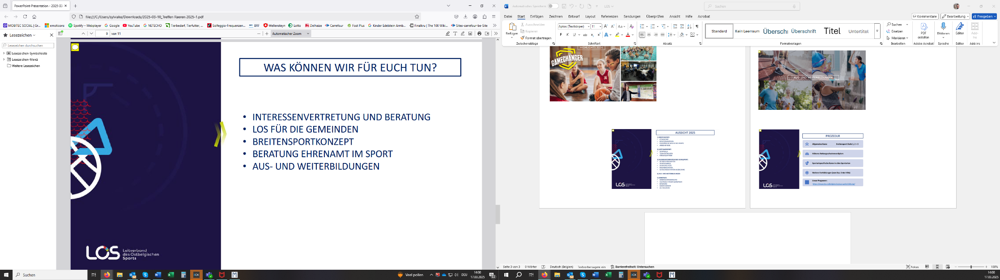 PowerPoint-Präsentation - 2025-03-
file:///C:/Users/sylviake/Downloads/2025-03-10_Treffen Raeren 2025-1.pdf
MOBITEC SOCIAL | Gr...
emoticons
Spotify – Webplayer
Google
YouTube
NETECHO
Tierbedarf, Tierfutter, ...
Solfeggio-Frequenzen...
BRF
Wellensteyn
Lotto
Delhaize
Carrefour
Fost Plus
Kinder Edelstein Armb...
Finalkru | The 100 Wiki...
Sites-carrefour-be-Site
Lesezeichen
9 von 11
Automatischer Zoom
Lesezeichen durchsuchen
Lesezeichen-Symbolleiste
Lesezeichen-Menü
Weitere Lesezeichen
WAS KÖNNEN WIR FÜR EUCH TUN?
• INTERESSENVERTRETUNG UND BERATUNG
• LOS FÜR DIE GEMEINDEN
• BREITENSPORTKONZEPT
• BERATUNG EHRENAMT IM SPORT
• AUS- UND WEITERBILDUNGEN
LOS
Leitverband
des Ostbelgischen
Sports
Suchen
Veel pollen
DEU
14:00
17.03.2025
22
Automatisches Speichern
LOS
Suchen
Datei Start Einfügen Zeichnen Entwurf Layout Referenzen Sendungen Überprüfen Ansicht Hilfe Acrobat
Kommentare
Bearbeitung
Freigeben
Einfügen
Ausschneiden
Kopieren
Format übertragen
Zwischenablage
Aptos (Textkörper)
11
Schriftart
Absatz
Standard
Kein Leerraum
Überschi
Überschrift
Titel
Untertitel
Formatvorlagen
Suchen
Ersetzen
Markieren
Bearbeiten
PDF
erstellen
Adobe Acrobat
Diktieren
Sprache
Editor
Editor
Add-
Ins
Add-Ins
HIGHLIGHTS 2024
GAMECHANGER
AUS- UND WEITERBILDUNGEN
AUSSICHT 2025
LOS
PROZEDUR
Allgemeine Kurse Breitensport Stufe 1, 2 + 3
Höheres Rettungsschwimmerdiplom
Sportartspezifische Kurse in allen Sportarten
Weitere Fortbildungen (zum Bsp. Erste Hilfe)
Unser Programm:
LOS
Seite 3 von 3
0 Wörter
Deutsch (Belgien)
Textvorhersagen: ein
Barrierefreiheit: Untersuchen
Fokus
100%
14:00
17.03.2025